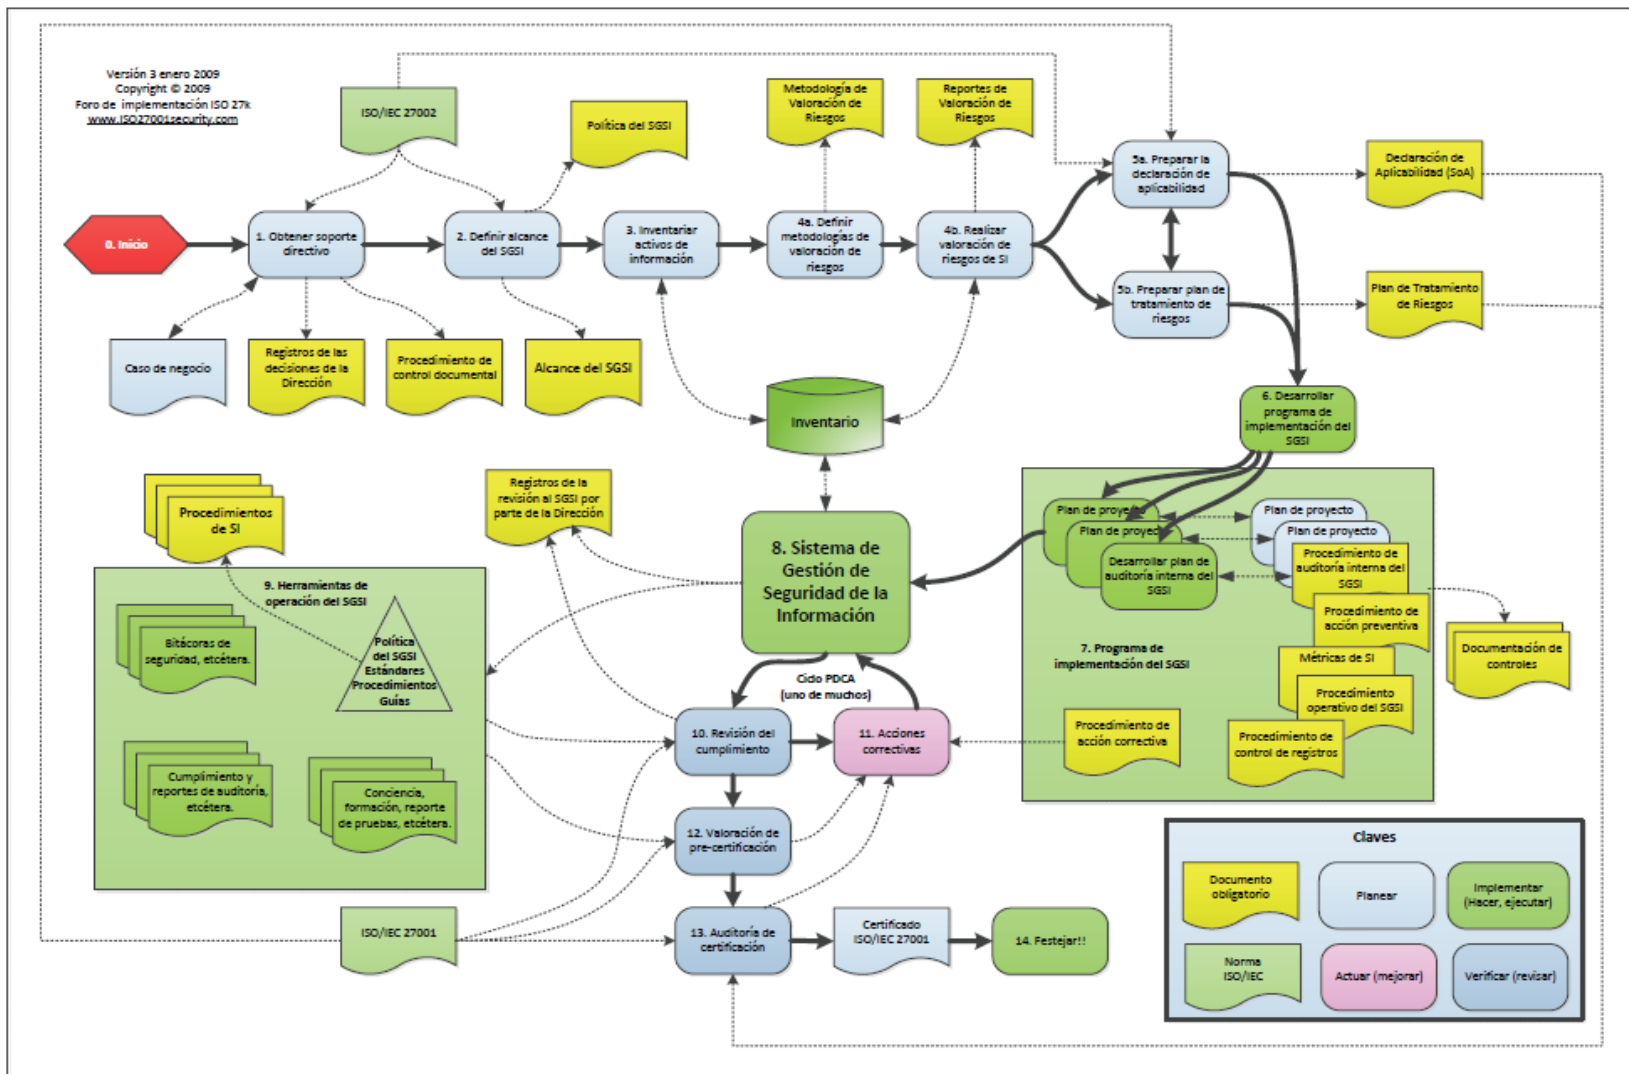 Versión 3 enero 2009
Copyright © 2009
Foro de implementación ISO 27k
www.ISO27001security.com
ISO/IEC 27002
Política del SGSI
Metodología de
Valoración de
Riesgos
Reportes de
Valoración de
Riesgos
5a. Preparar la
declaración de
aplicabilidad
Declaración de
Aplicabilidad (SoA)
0. Inicio
1. Obtener soporte
directivo
2. Definir alcance
del SGSI
3. Inventariar
activos de
información
4a. Definir
metodologías de
valoración de
riesgos
4b. Realizar
valoración de
riesgos de SI
5b. Preparar plan de
tratamiento de
riesgos
Plan de Tratamiento
de Riesgos
Caso de negocio
Registros de las
decisiones de la
Dirección
Procedimiento de
control documental
Alcance del SGSI
Inventario
6. Desarrollar
programa de
implementación del
SGSI
Procedimientos
de SI
Registros de la
revisión al SGSI por
parte de la Dirección
8. Sistema de
Gestión de
Seguridad de la
Información
Plan de proyecto
Plan de proyecto
Desarrollar plan de
auditoría interna del
SGSI
Plan de proyecto
Plan de proyecto
Procedimiento de
auditoría interna del
SGSI
Procedimiento de
acción preventiva
7. Programa de
implementación del SGSI
Métricas de SI
Procedimiento
operativo del SGSI
Procedimiento de
control de registros
Procedimiento de
acción correctiva
Documentación de
controles
9. Herramientas de
operación del SGSI
Bitácoras de
seguridad, etcétera.
Política
del SGSI
Estándares
Procedimientos
Guías
Cumplimiento y
reportes de auditoría,
etcétera.
Conciencia,
formación, reporte
de pruebas, etcétera.
Ciclo PDCA
(uno de muchos)
10. Revisión del
cumplimiento
11. Acciones
correctivas
12. Valoración de
pre-certificación
ISO/IEC 27001
13. Auditoría de
certificación
Certificado
ISO/IEC 27001
14. Festejar!!
Claves
Documento
obligatorio
Planear
Implementar
(Hacer, ejecutar)
Norma
ISO/IEC
Actuar (mejorar)
Verificar (revisar)